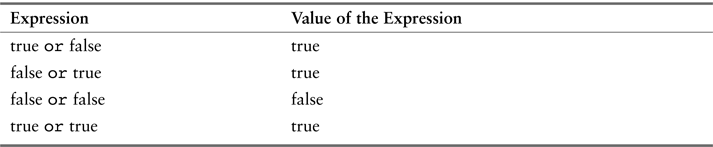 Expression Value of the Expression
true or false true
false or true true
false or false false
true or true true